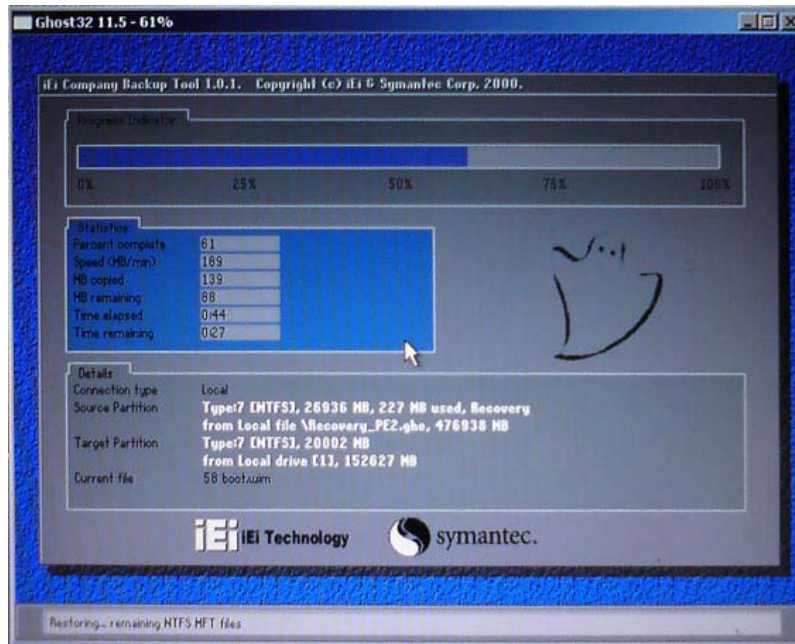 Ghost32 11.5 - 61%
iEi Company Backup Tool 1.0.1. Copyright (c) iEi & Symantec Corp. 2000.
Progress Indicator
0% 25% 50% 75% 100%
Statistics
Percent complete 61
Speed (MB/min) 189
MB copied 139
MB remaining 88
Time elapsed 0:44
Time remaining 0:27
Details
Connection type Local
Source Partition Type:7 [NTFS], 26936 MB, 227 MB used, Recovery
from Local file \Recovery_PE2.gho, 476938 MB
Target Partition Type:7 [NTFS], 20002 MB
from Local drive [1], 152627 MB
Current file 58 boot.wim
iEi iEi Technology symantec.
Restoring... remaining NTFS MFT files